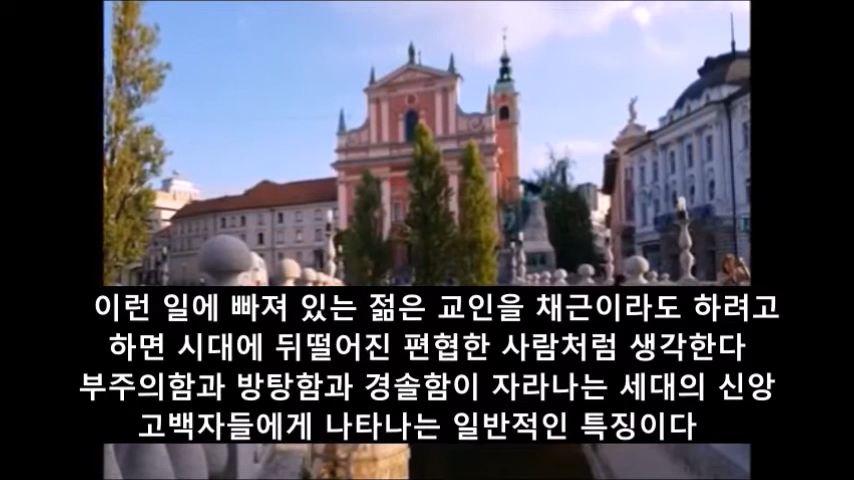 이런 일에 빠져 있는 젊은 교인을 채근이라도 하려고
하면 시대에 뒤떨어진 편협한 사람처럼 생각한다
부주의함과 방탕함과 경솔함이 자라나는 세대의 신앙
고백자들에게 나타나는 일반적인 특징이다